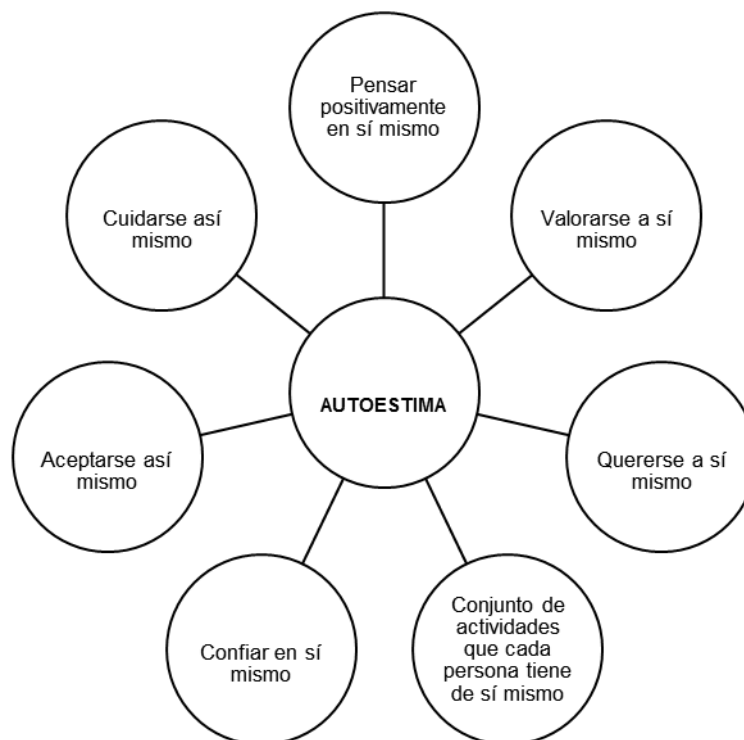 Pensar
positivamente
en sí mismo
Cuidarse así
mismo
Valorarse a sí
mismo
AUTOESTIMA
Aceptarse así
mismo
Quererse a sí
mismo
Confiar en sí
mismo
Conjunto de
actividades
que cada
persona tiene
de sí mismo